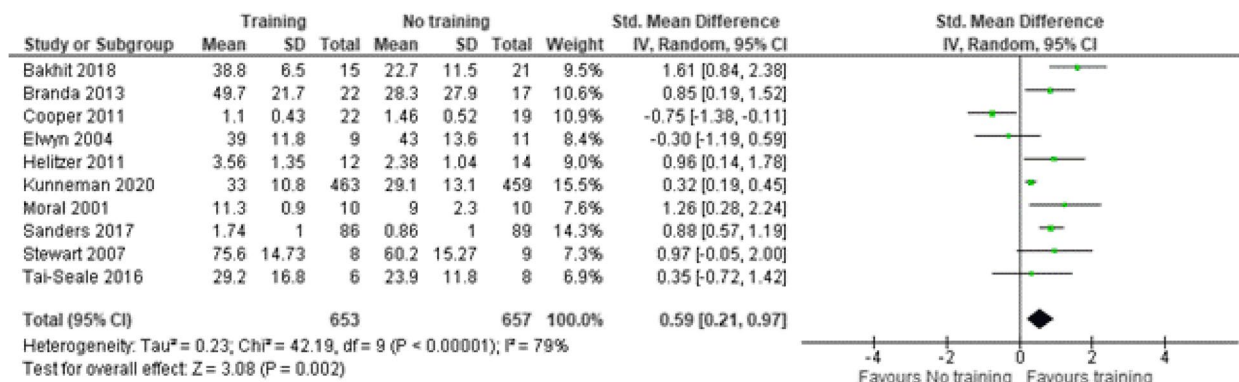 Training No training Std. Mean Difference Std. Mean Difference
Study or Subgroup Mean SD Total Mean SD Total Weight IV, Random, 95% CI IV, Random, 95% CI
Bakhit 2018 38.8 6.5 15 22.7 11.5 21 9.5% 1.61 [0.84, 2.38]
Branda 2013 49.7 21.7 22 28.3 27.9 17 10.6% 0.85 [0.19, 1.52]
Cooper 2011 1.1 0.43 22 1.46 0.52 19 10.9% -0.75 [-1.38, -0.11]
Elwyn 2004 39 11.8 9 43 13.6 11 8.4% -0.30 [-1.19, 0.59]
Helitzer 2011 3.56 1.35 12 2.38 1.04 14 9.0% 0.96 [0.14, 1.78]
Kunneman 2020 33 10.8 463 29.1 13.1 459 15.5% 0.32 [0.19, 0.45]
Moral 2001 11.3 0.9 10 9 2.3 10 7.6% 1.26 [0.28, 2.24]
Sanders 2017 1.74 1 86 0.86 1 89 14.3% 0.88 [0.57, 1.19]
Stewart 2007 75.6 14.73 8 60.2 15.27 9 6.9% 0.97 [-0.05, 2.00]
Tai-Seale 2016 29.2 16.8 6 23.9 11.8 8 7.2% 0.35 [-0.72, 1.42]
Total (95% CI) 653 657 100.0% 0.59 [0.21, 0.97]
Heterogeneity: Tau² = 0.23; Chi² = 42.19, df = 9 (P < 0.00001); I² = 79%
Test for overall effect: Z = 3.08 (P = 0.002)
-4 -2 0 2 4
Favours No training Favours training